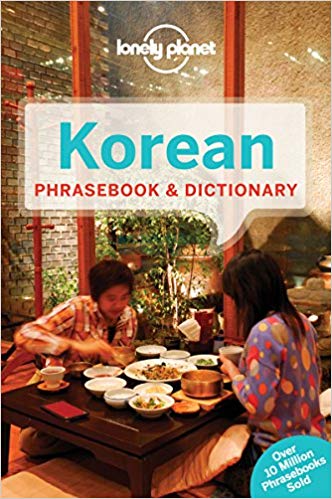 lonely planet
Korean
PHRASEBOOK & DICTIONARY
Over
10 Million
Phrasebooks
Sold